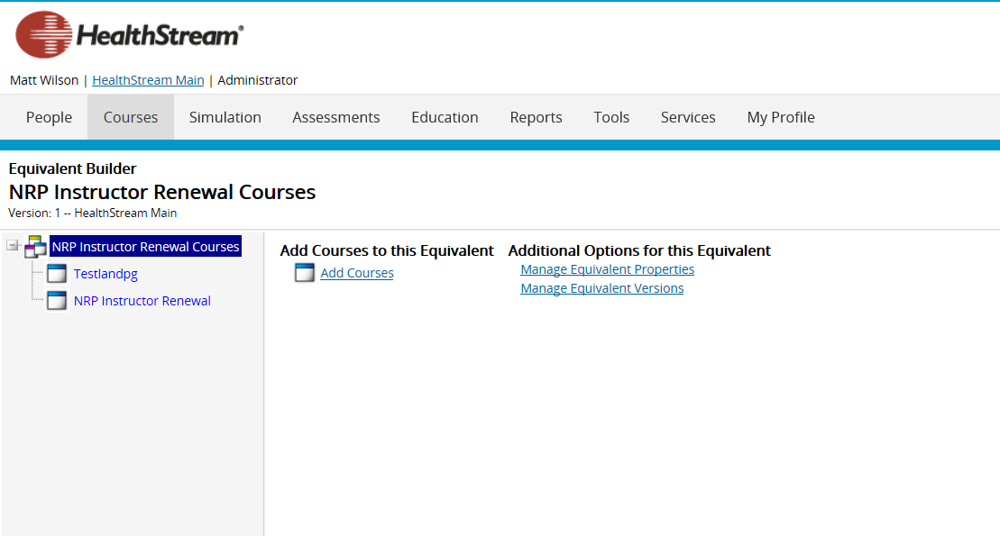 HealthStream®
Matt Wilson | HealthStream Main | Administrator
People Courses Simulation Assessments Education Reports Tools Services My Profile
Equivalent Builder
NRP Instructor Renewal Courses
Version: 1 -- HealthStream Main
NRP Instructor Renewal Courses
Testlandpg
NRP Instructor Renewal
Add Courses to this Equivalent
Add Courses
Additional Options for this Equivalent
Manage Equivalent Properties
Manage Equivalent Versions